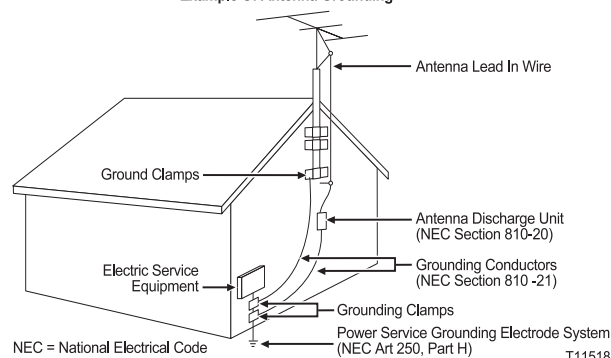 Example Of Antenna Grounding
Antenna Lead In Wire
Ground Clamps
Antenna Discharge Unit
(NEC Section 810-20)
Electric Service
Equipment
Grounding Conductors
(NEC Section 810 -21)
Grounding Clamps
Power Service Grounding Electrode System
(NEC Art 250, Part H)
NEC = National Electrical Code
T11518